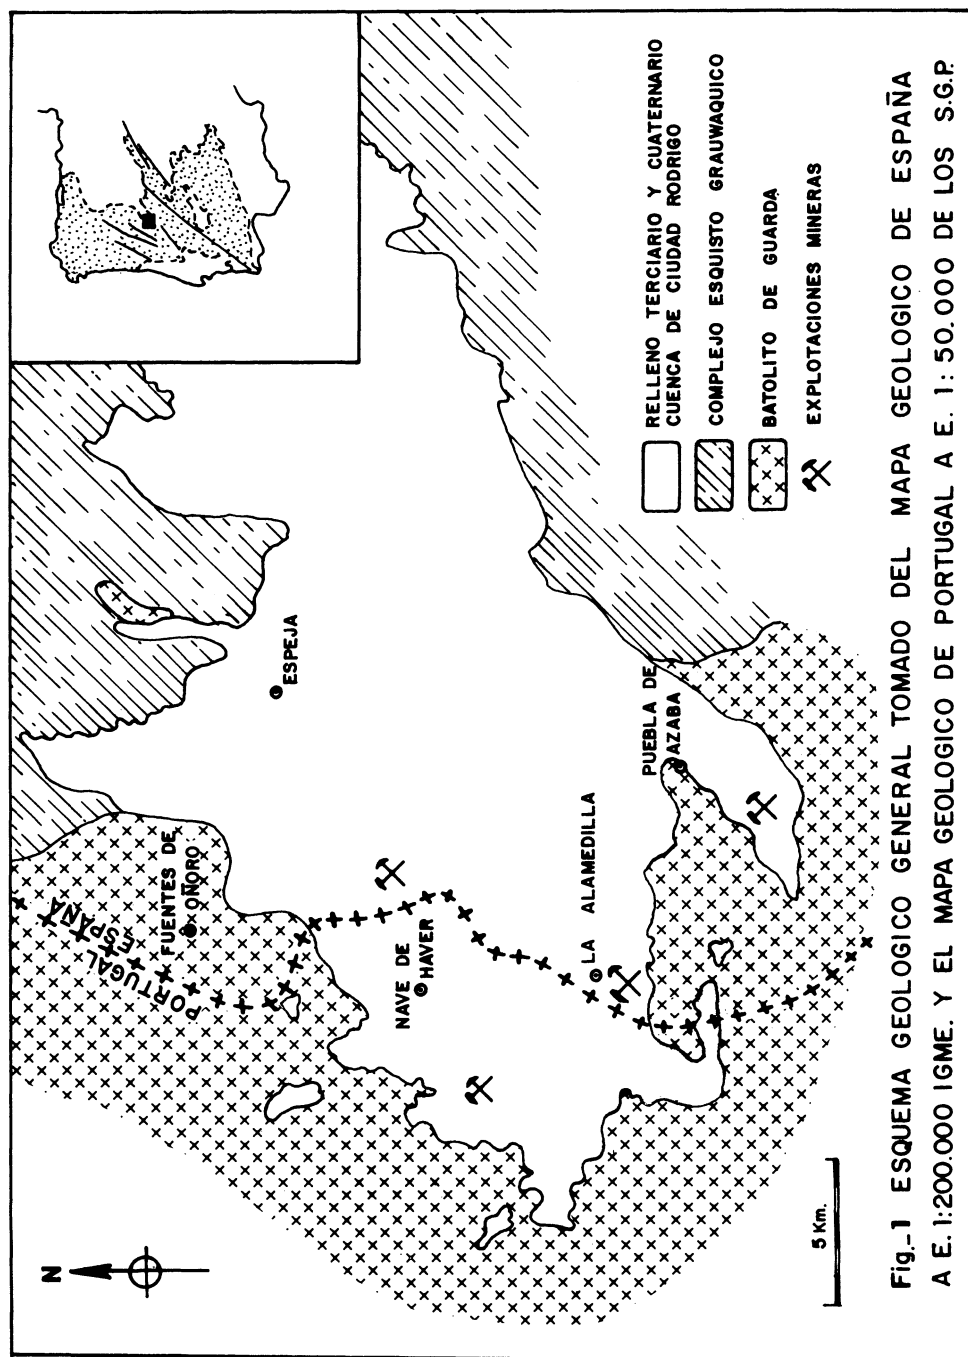 N
PORTUGAL
ESPAÑA
FUENTES DE
OÑORO
ESPEJA
NAVE DE
HAVER
LA ALAMEDILLA
PUEBLA DE
AZABA
5 Km.
RELLENO TERCIARIO Y CUATERNARIO
CUENCA DE CIUDAD RODRIGO
COMPLEJO ESQUISTO GRAUWAQUICO
BATOLITO DE GUARDA
EXPLOTACIONES MINERAS
Fig.-1 ESQUEMA GEOLOGICO GENERAL TOMADO DEL MAPA GEOLOGICO DE ESPAÑA
A E. 1:200.000 IGME. Y EL MAPA GEOLOGICO DE PORTUGAL A E. 1:50.000 DE LOS S.G.P.